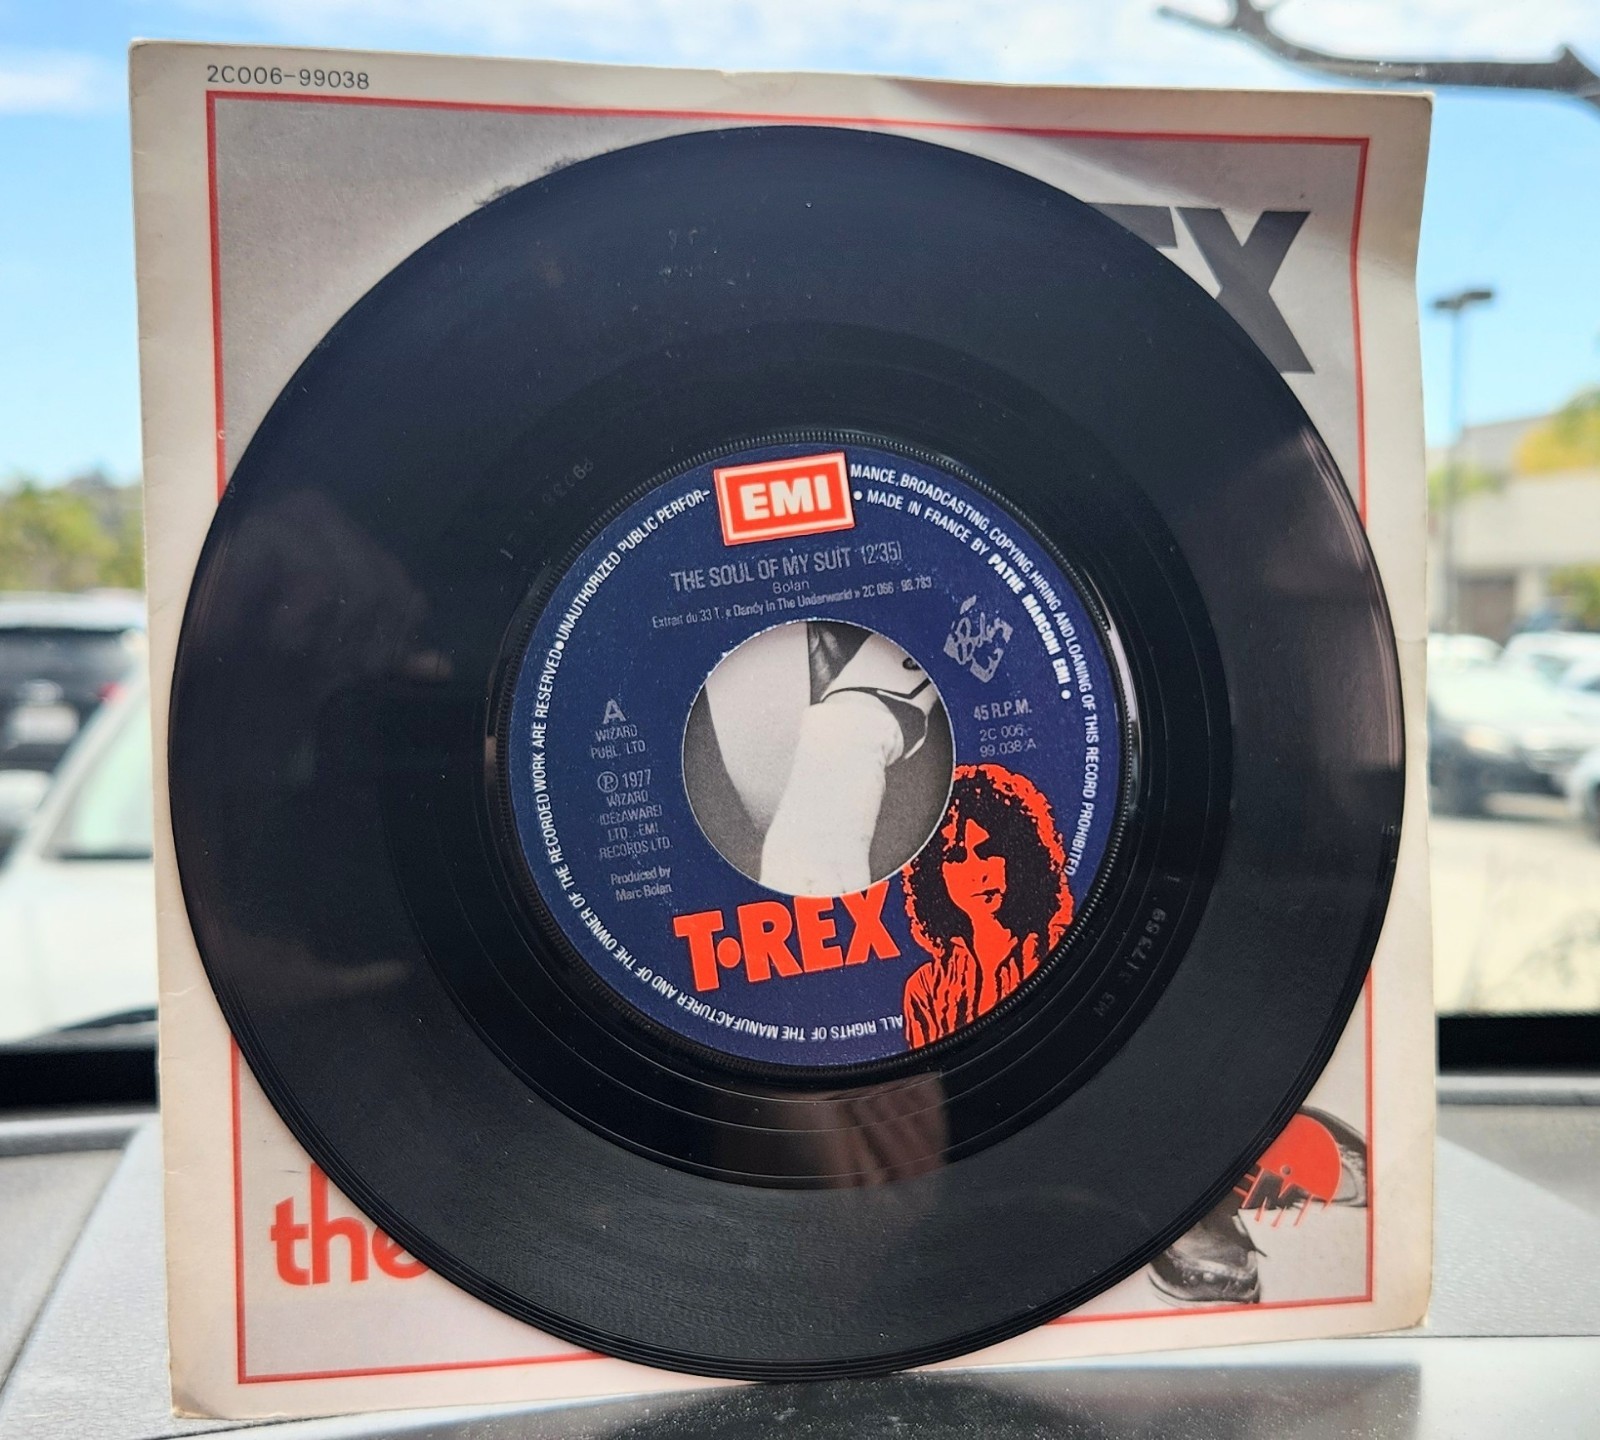 2C006-99038
EX
EMI
THE SOUL OF MY SUIT (2'35)
Bolan
Extrait du 33 T. « Dandy In The Underworld » 2C 066 - 98.783
A
WIZARD
PUBL. LTD
℗ 1977
WIZARD
(DELAWARE)
LTD. - EMI
RECORDS LTD.
Produced by
Marc Bolan
45 R.P.M.
2C 006-
99.038 A
T•REX
ALL RIGHTS OF THE MANUFACTURER AND OF THE OWNER OF THE RECORDED WORK ARE RESERVED • UNAUTHORIZED PUBLIC PERFOR-
MANCE, BROADCASTING, COPYING, HIRING AND LOANING OF THIS RECORD PROHIBITED
• MADE IN FRANCE BY PATHE MARCONI EMI •
M3 317369 1
the
EMI